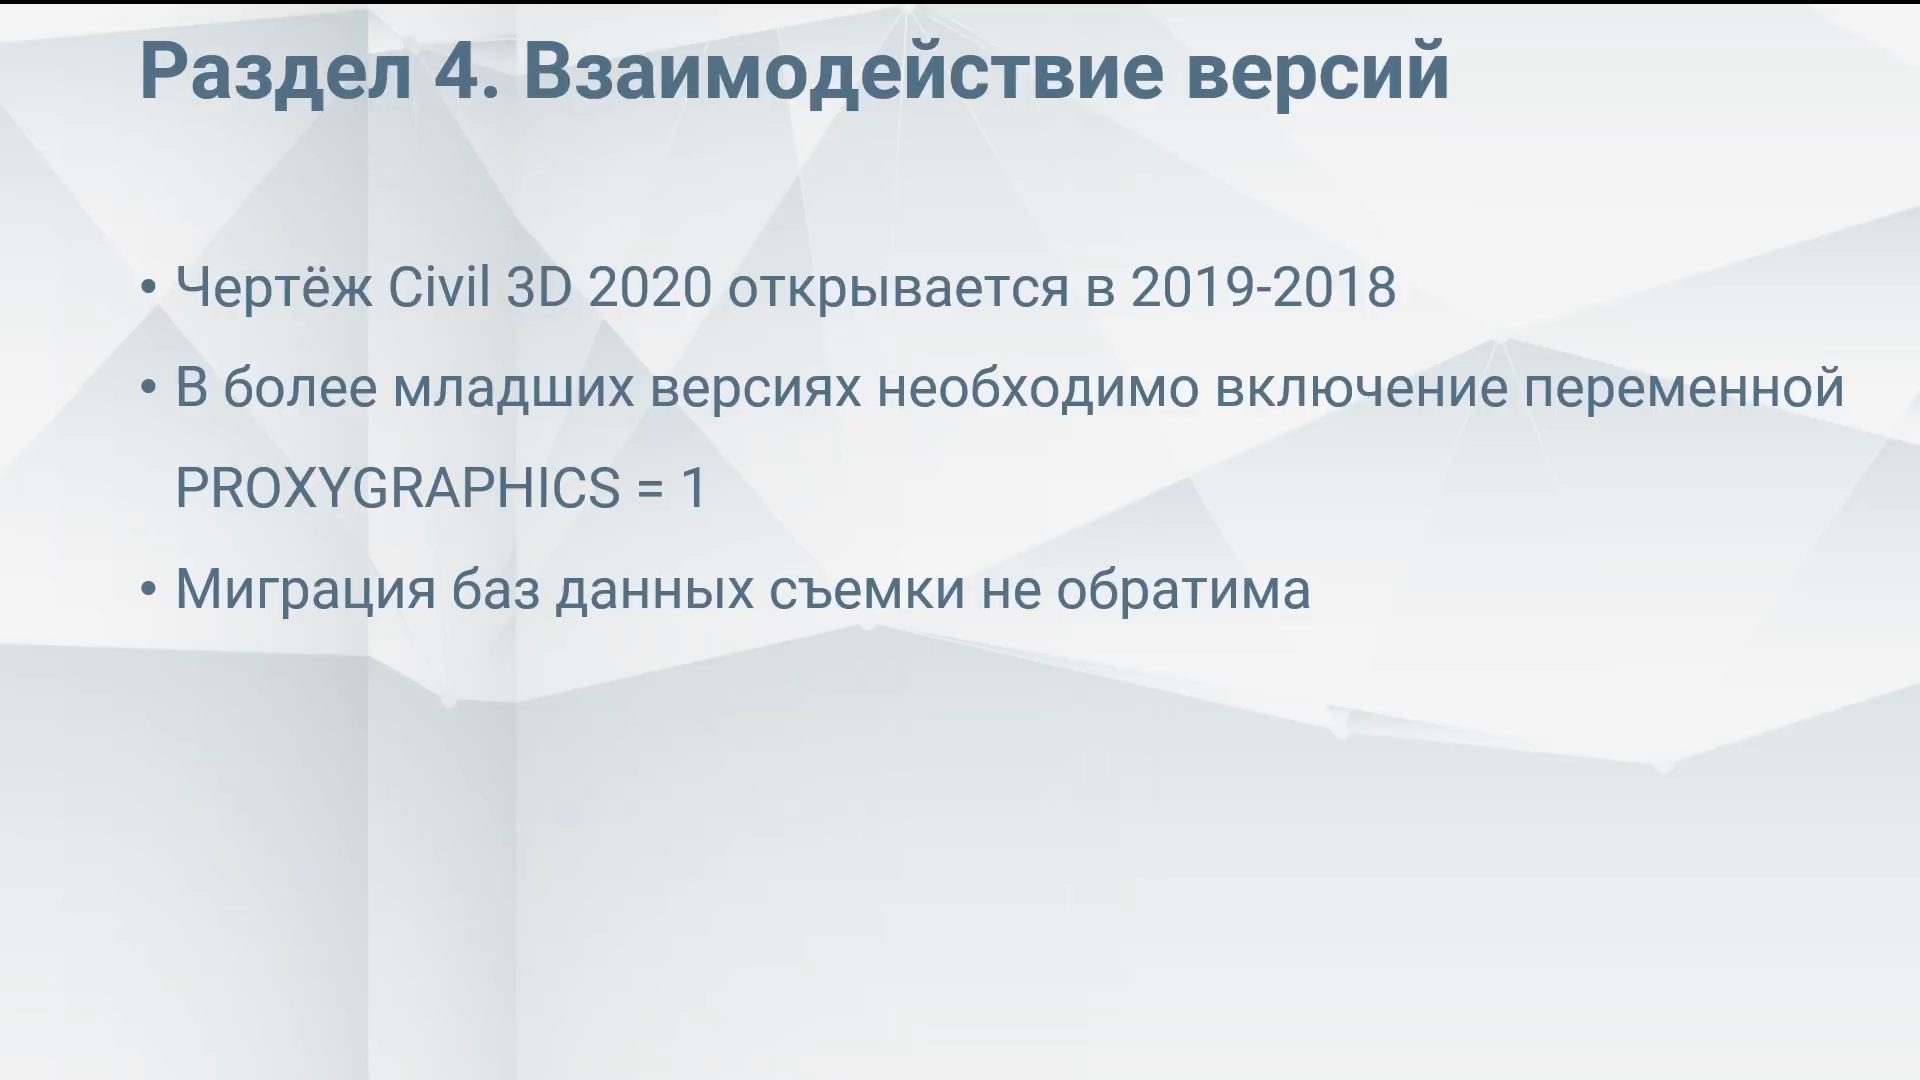 Раздел 4. Взаимодействие версий
• Чертёж Civil 3D 2020 открывается в 2019-2018
• В более младших версиях необходимо включение переменной
PROXYGRAPHICS = 1
• Миграция баз данных съемки не обратима